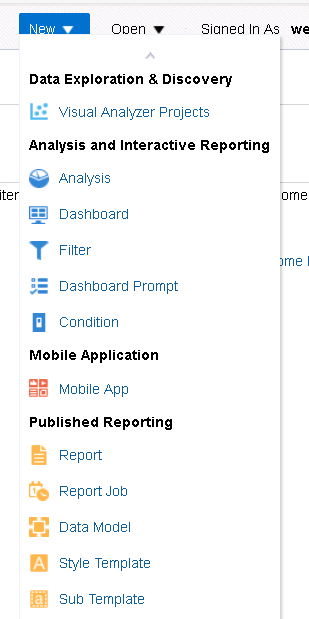 New Open Signed In As we
Data Exploration & Discovery
Visual Analyzer Projects
Analysis and Interactive Reporting
Analysis
iter ome
Dashboard
Filter
ome
Dashboard Prompt
Condition
Mobile Application
Mobile App
Published Reporting
Report
Report Job
Data Model
Style Template
Sub Template